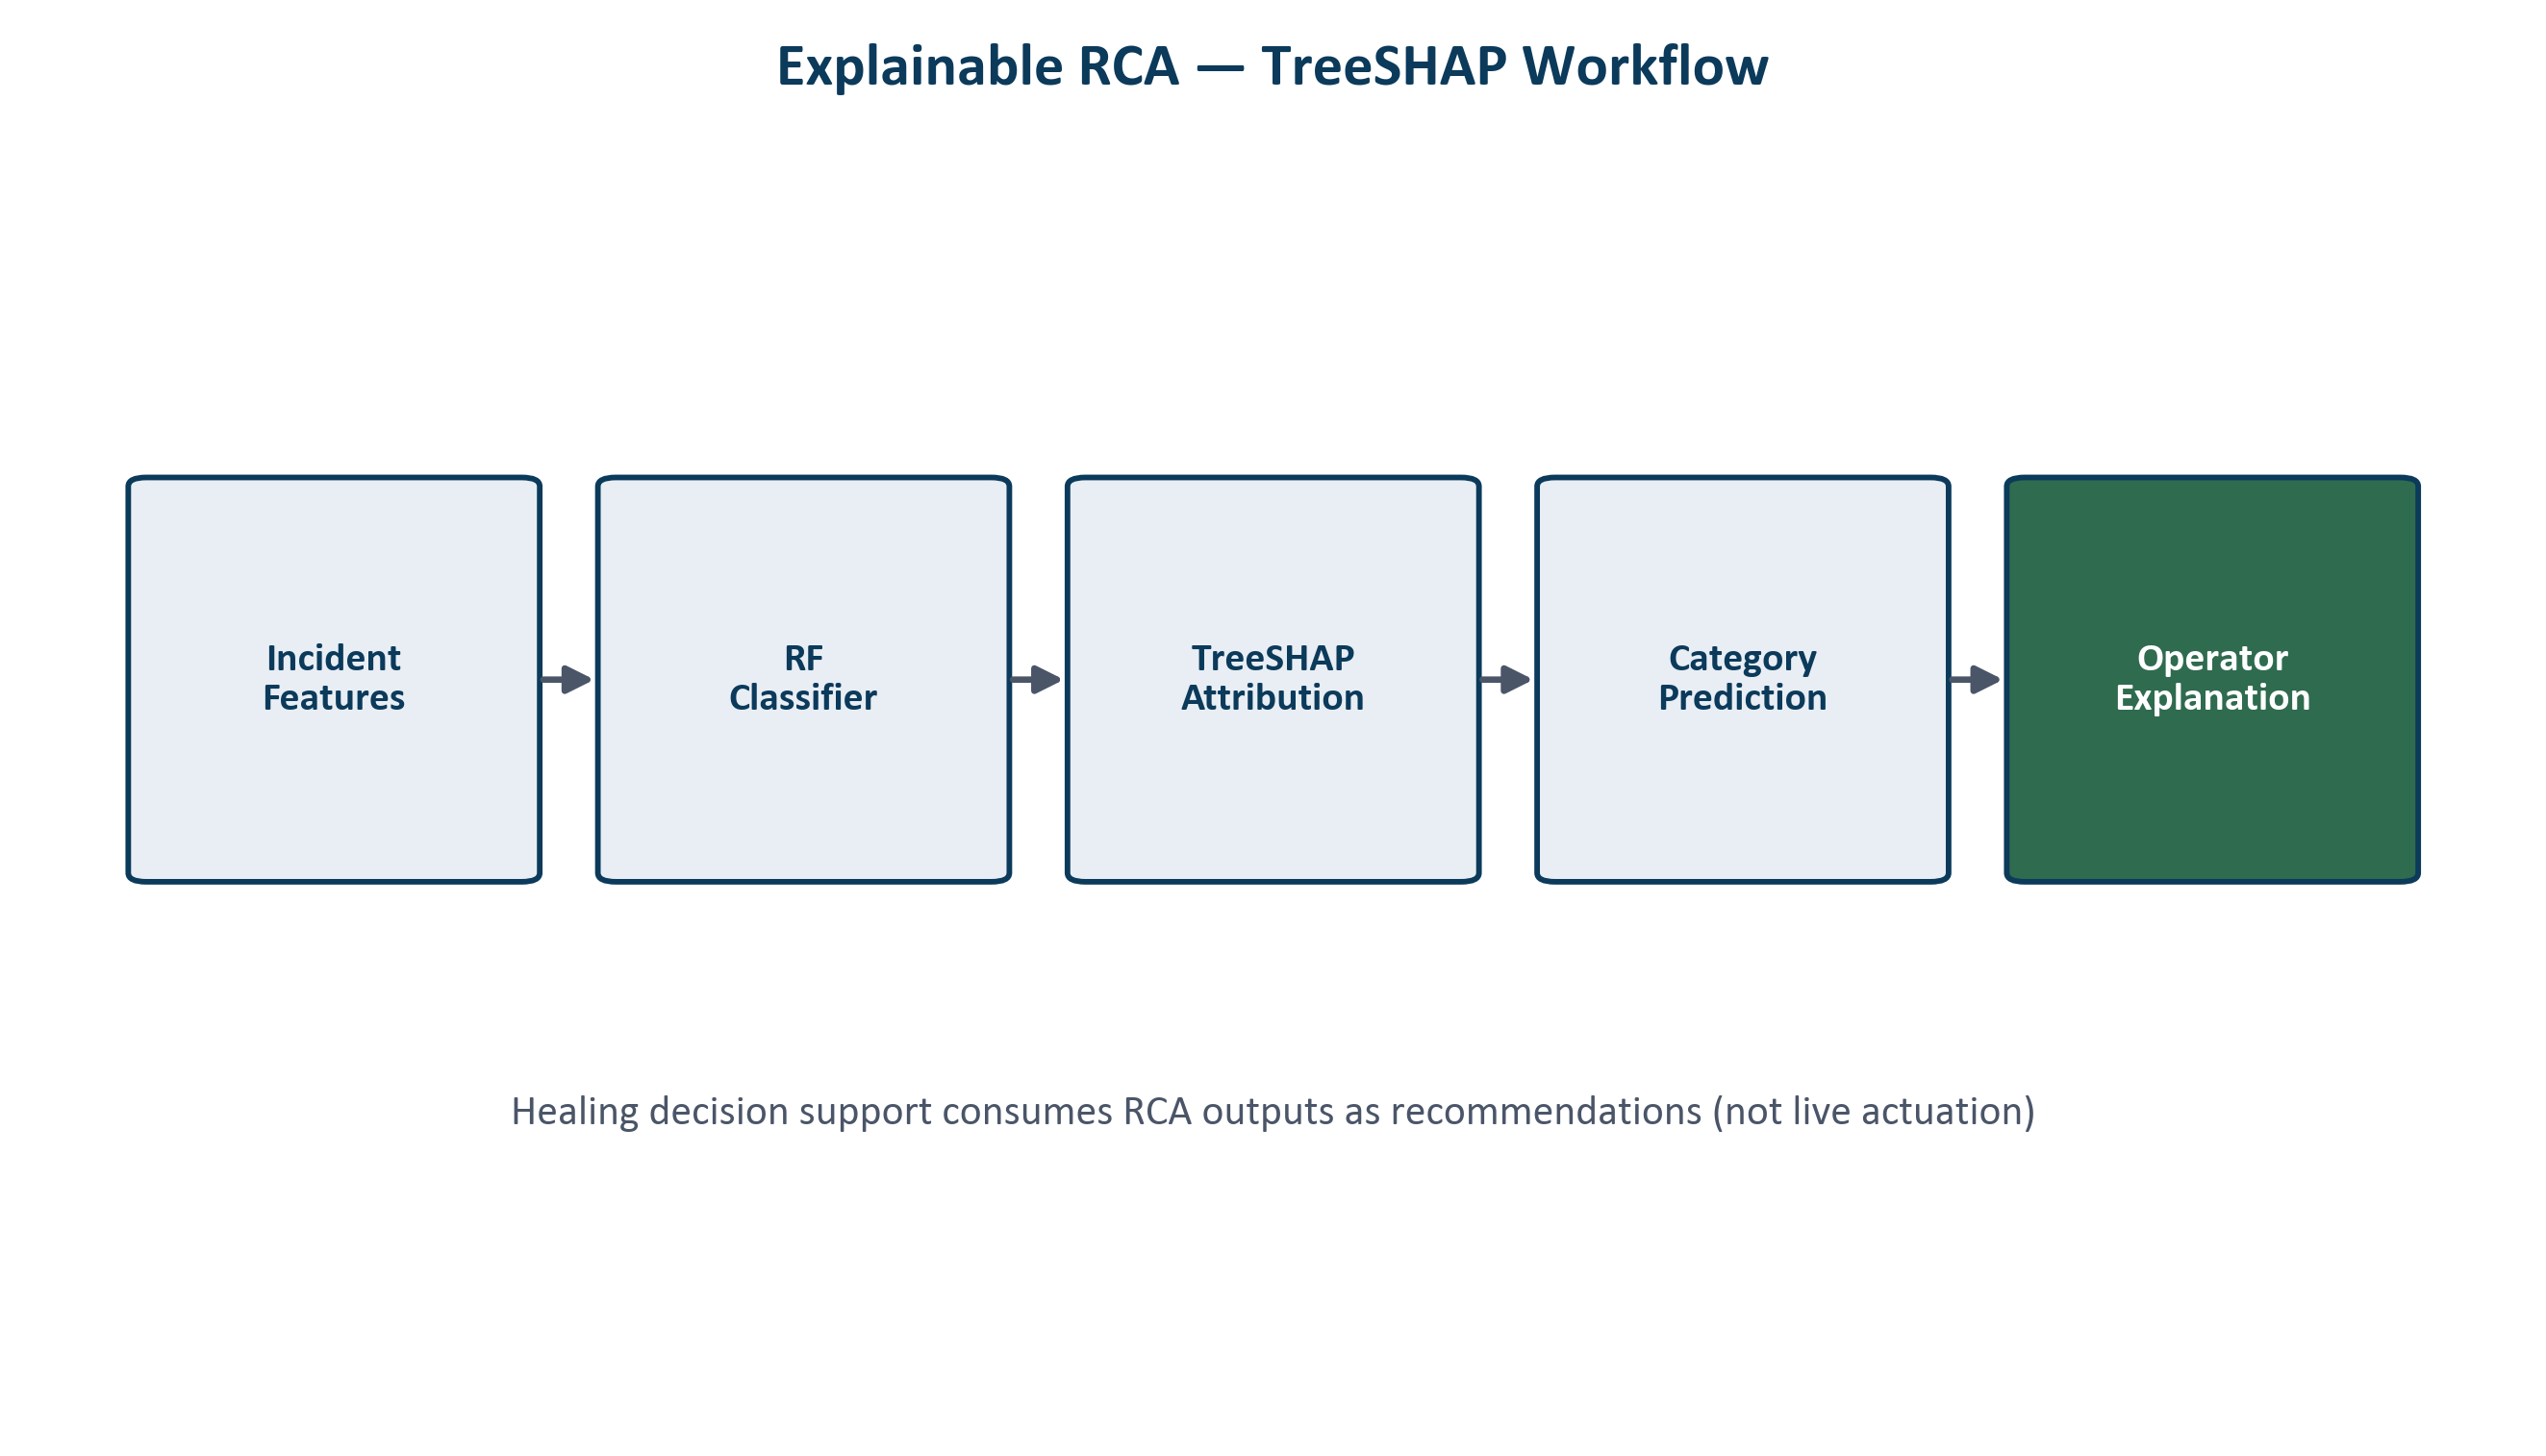 Explainable RCA — TreeSHAP Workflow
Incident
Features
RF
Classifier
TreeSHAP
Attribution
Category
Prediction
Operator
Explanation
Healing decision support consumes RCA outputs as recommendations (not live actuation)